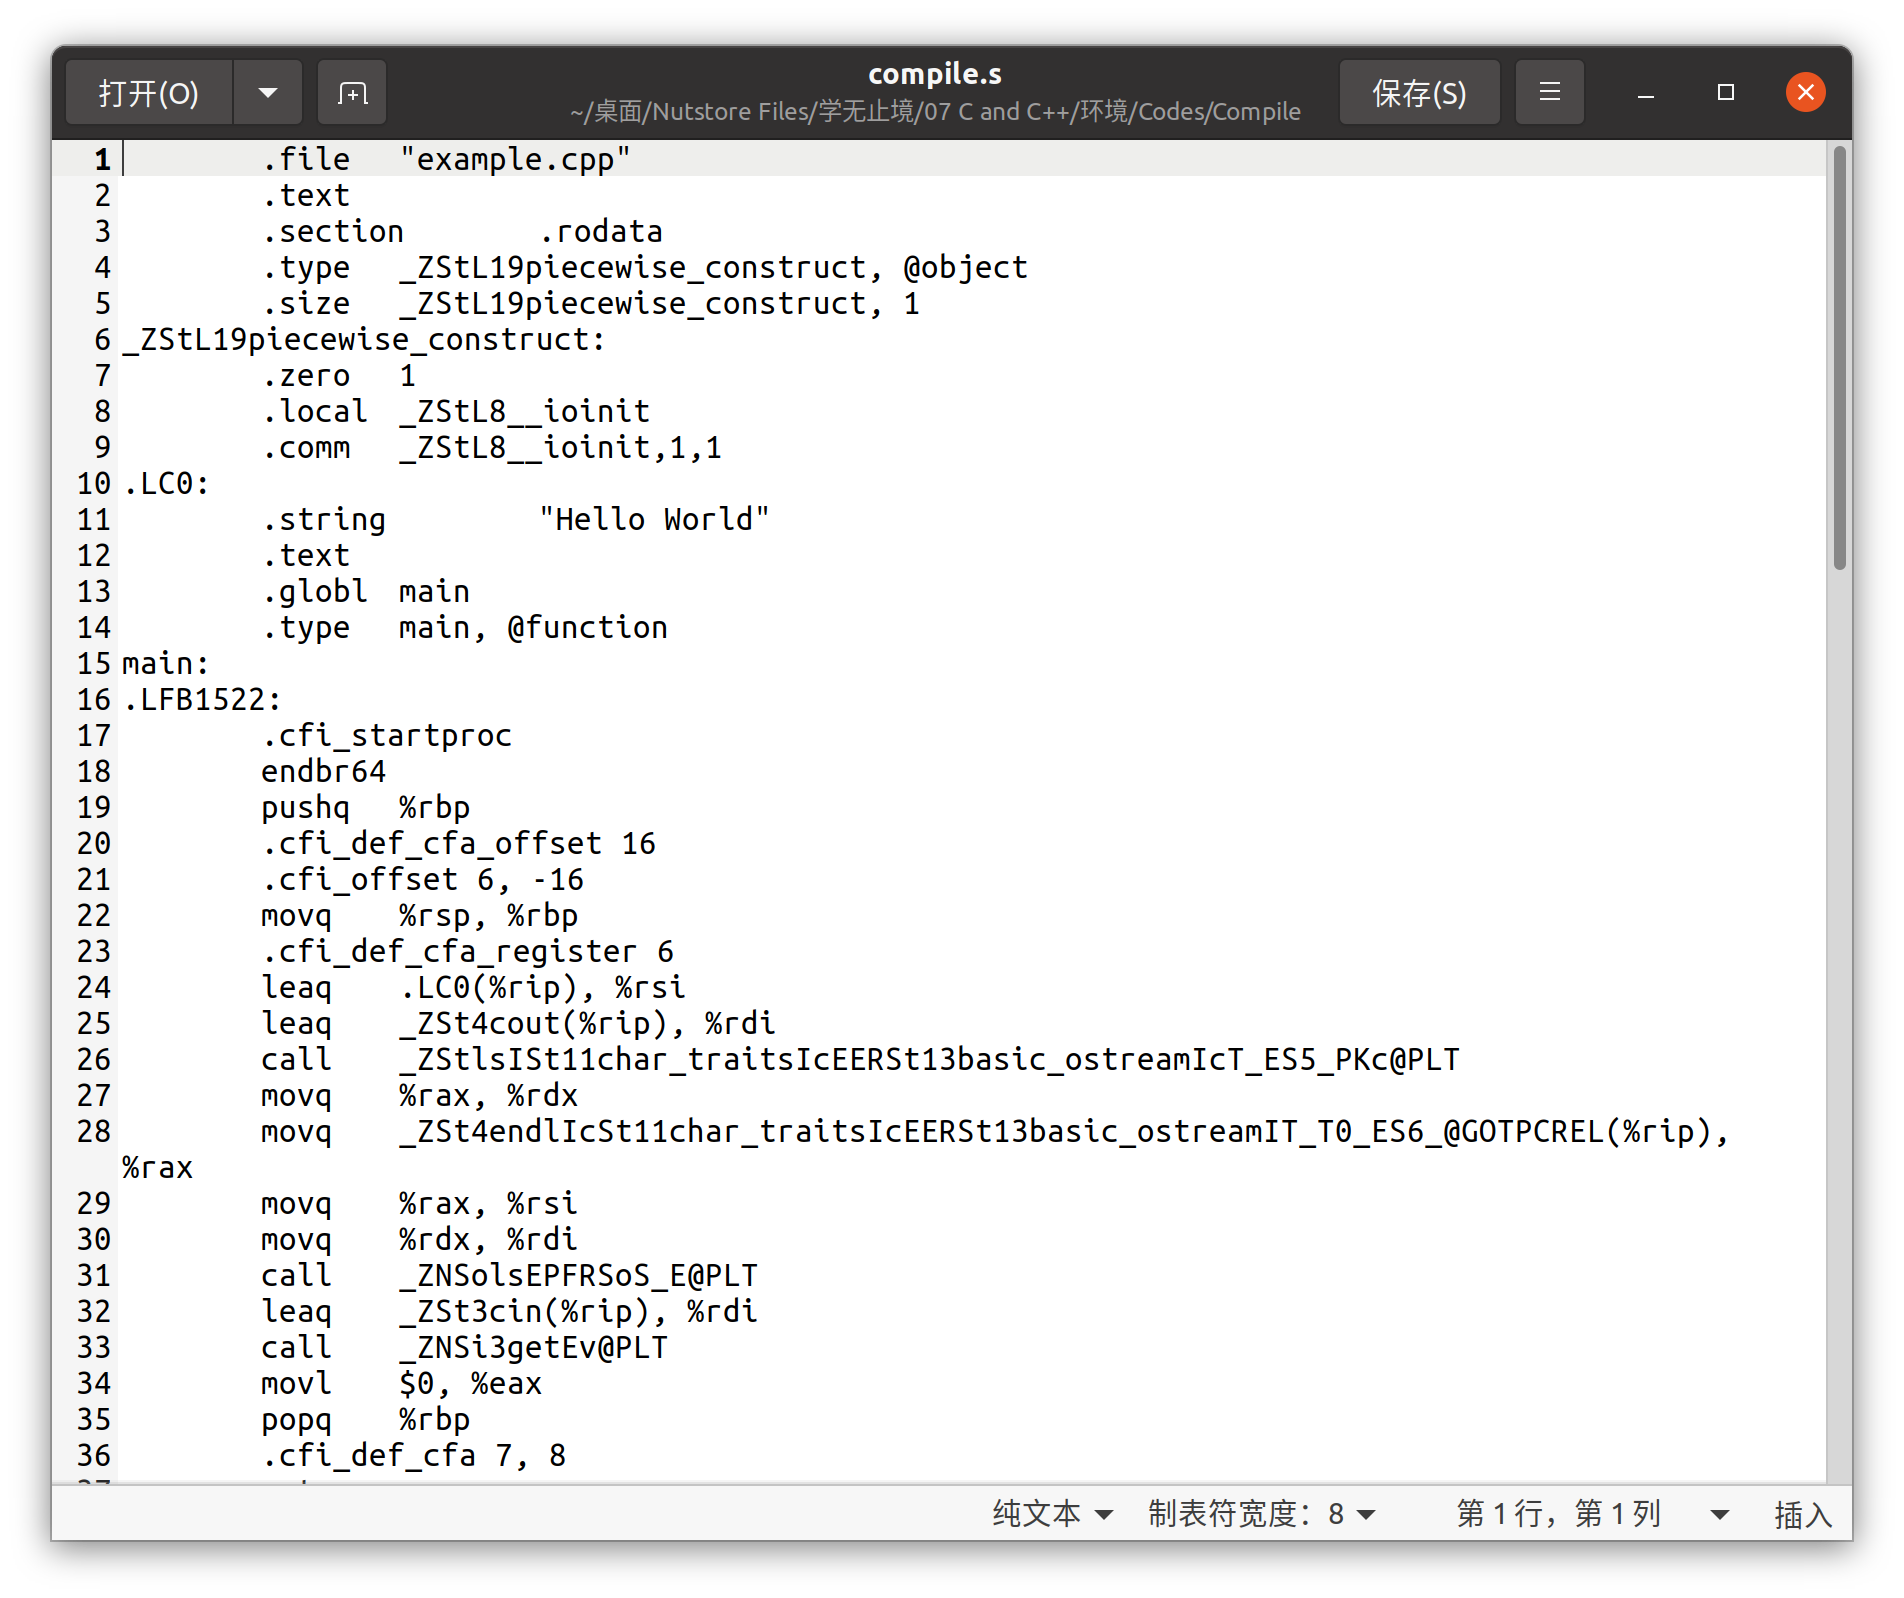 打开(O)
compile.s
~/桌面/Nutstore Files/学无止境/07 C and C++/环境/Codes/Compile
保存(S)
1 .file "example.cpp"
2 .text
3 .section .rodata
4 .type _ZStL19piecewise_construct, @object
5 .size _ZStL19piecewise_construct, 1
6 _ZStL19piecewise_construct:
7 .zero 1
8 .local _ZStL8__ioinit
9 .comm _ZStL8__ioinit,1,1
10 .LC0:
11 .string "Hello World"
12 .text
13 .globl main
14 .type main, @function
15 main:
16 .LFB1522:
17 .cfi_startproc
18 endbr64
19 pushq %rbp
20 .cfi_def_cfa_offset 16
21 .cfi_offset 6, -16
22 movq %rsp, %rbp
23 .cfi_def_cfa_register 6
24 leaq .LC0(%rip), %rsi
25 leaq _ZSt4cout(%rip), %rdi
26 call _ZStlsISt11char_traitsIcEERSt13basic_ostreamIcT_ES5_PKc@PLT
27 movq %rax, %rdx
28 movq _ZSt4endlIcSt11char_traitsIcEERSt13basic_ostreamIT_T0_ES6_@GOTPCREL(%rip),
%rax
29 movq %rax, %rsi
30 movq %rdx, %rdi
31 call _ZNSolsEPFRSoS_E@PLT
32 leaq _ZSt3cin(%rip), %rdi
33 call _ZNSi3getEv@PLT
34 movl $0, %eax
35 popq %rbp
36 .cfi_def_cfa 7, 8
纯文本 制表符宽度：8 第 1 行，第 1 列 插入